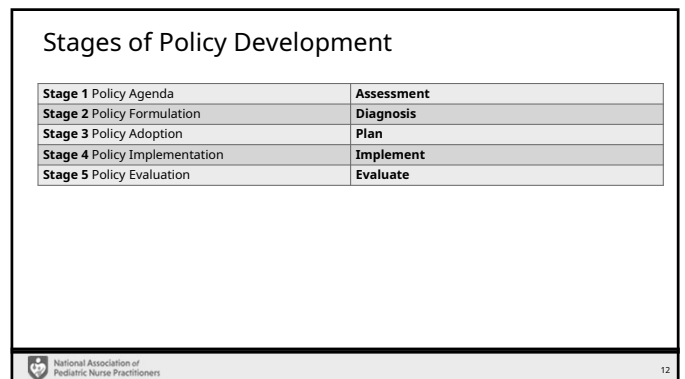 Stages of Policy Development
Stage 1 Policy Agenda Assessment
Stage 2 Policy Formulation Diagnosis
Stage 3 Policy Adoption Plan
Stage 4 Policy Implementation Implement
Stage 5 Policy Evaluation Evaluate
National Association of
Pediatric Nurse Practitioners
12